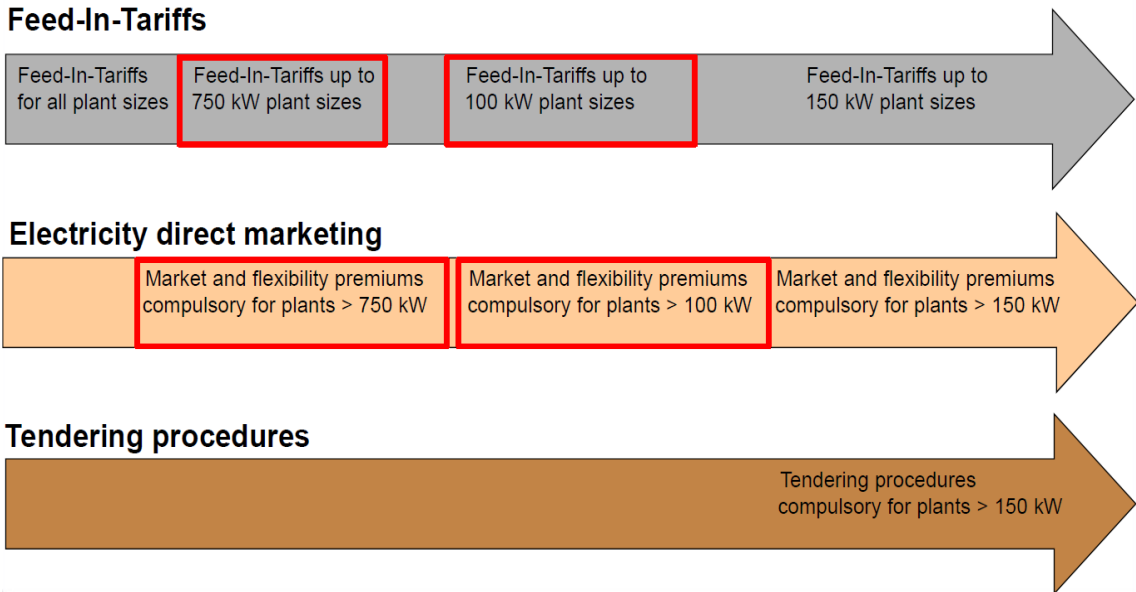 Feed-In-Tariffs
Feed-In-Tariffs
for all plant sizes
Feed-In-Tariffs up to
750 kW plant sizes
Feed-In-Tariffs up to
100 kW plant sizes
Feed-In-Tariffs up to
150 kW plant sizes
Electricity direct marketing
Market and flexibility premiums
compulsory for plants > 750 kW
Market and flexibility premiums
compulsory for plants > 100 kW
Market and flexibility premiums
compulsory for plants > 150 kW
Tendering procedures
Tendering procedures
compulsory for plants > 150 kW